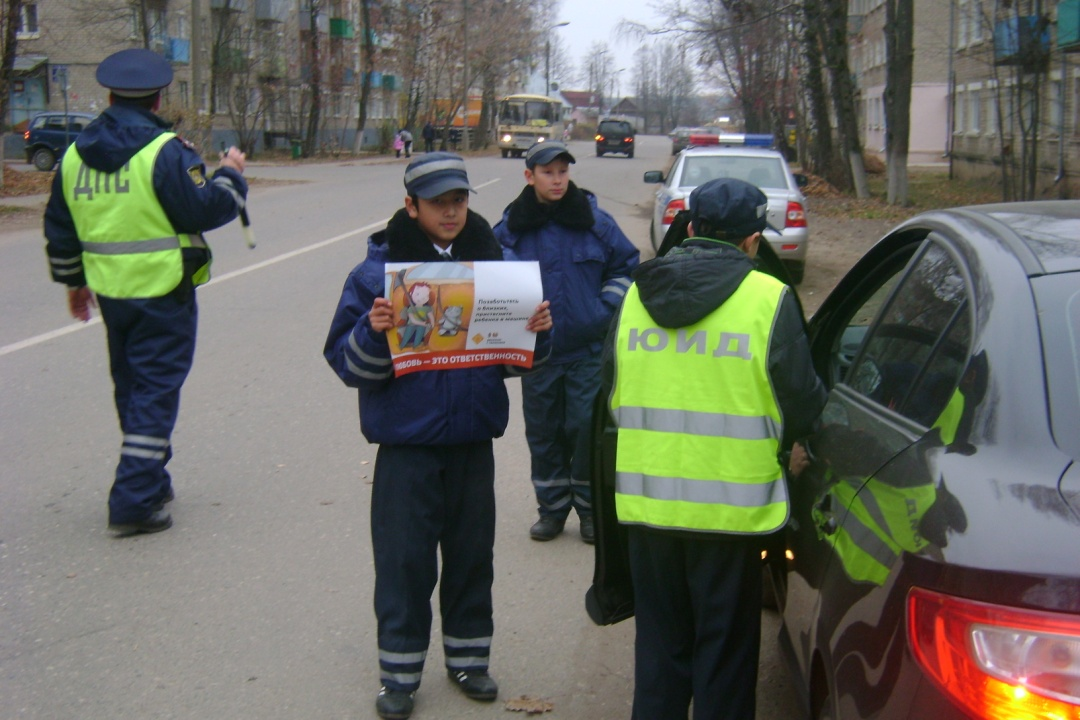 ДПС
Позаботьтесь
о близких,
пристегните
ребенка в машине
ЛЮБОВЬ — ЭТО ОТВЕТСТВЕННОСТЬ
ЮИД